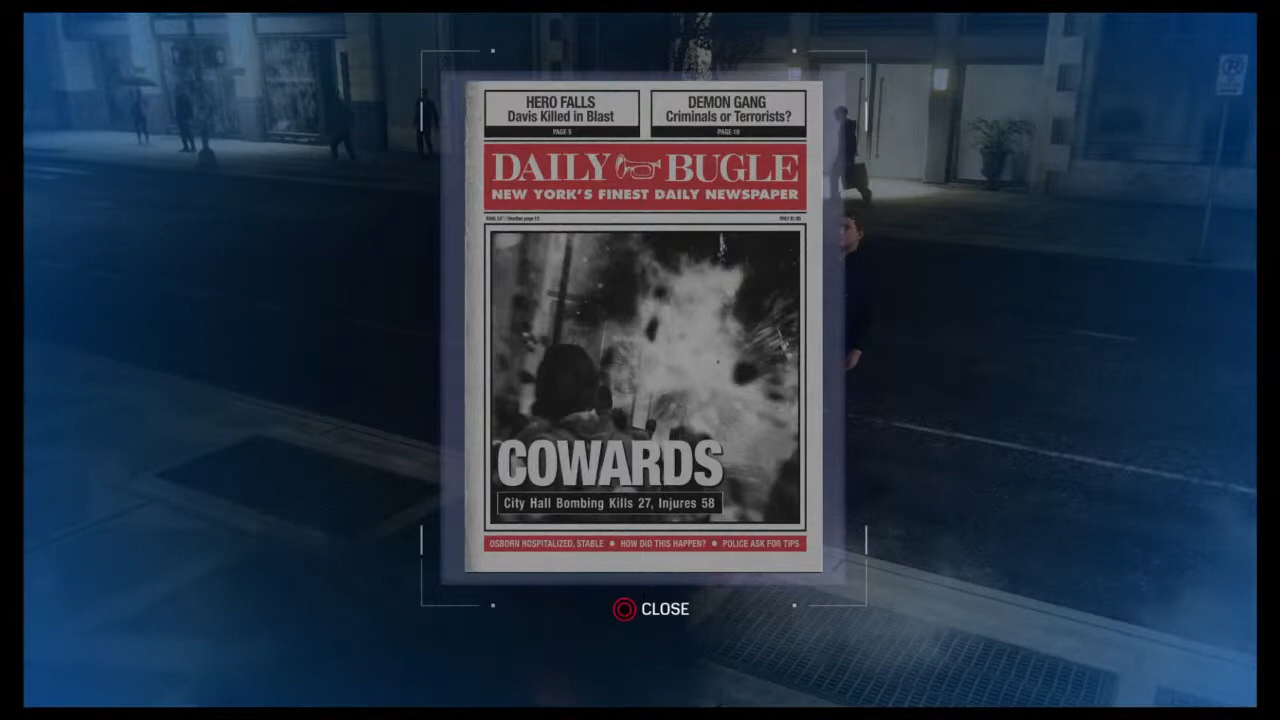 HERO FALLS
Davis Killed in Blast
PAGE 5
DEMON GANG
Criminals or Terrorists?
PAGE 10
DAILY BUGLE
NEW YORK'S FINEST DAILY NEWSPAPER
COWARDS
City Hall Bombing Kills 27, Injures 58
OSBORN HOSPITALIZED, STABLE • HOW DID THIS HAPPEN? • POLICE ASK FOR TIPS
CLOSE